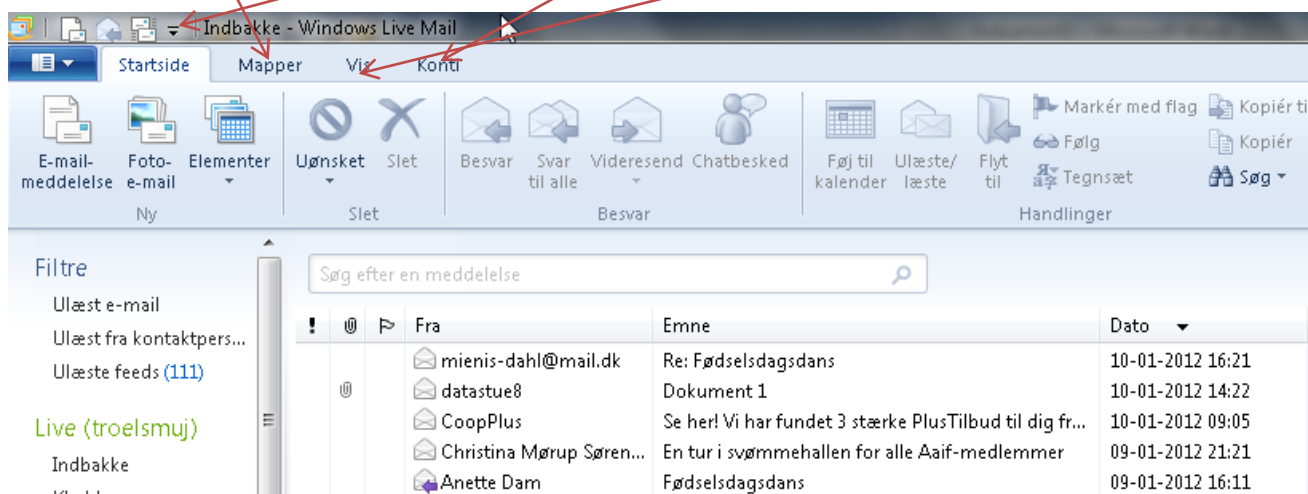 Indbakke - Windows Live Mail
Startside Mapper Vis Konti
Markér med flag Kopiér ti
Følg Kopiér
E-mail- Foto- Elementer Uønsket Slet Besvar Svar Videresend Chatbesked Føj til Ulæste/ Flyt
meddelelse e-mail til alle kalender læste til Tegnsæt Søg
Ny Slet Besvar Handlinger
Filtre
Søg efter en meddelelse
Ulæst e-mail
Ulæst fra kontaktpers...
Ulæste feeds (111)
Live (troelsmuj)
Indbakke
! Fra Emne Dato
mienis-dahl@mail.dk Re: Fødselsdagsdans 10-01-2012 16:21
datastue8 Dokument 1 10-01-2012 14:22
CoopPlus Se her! Vi har fundet 3 stærke PlusTilbud til dig fr... 10-01-2012 09:05
Christina Mørup Søren... En tur i svømmehallen for alle Aaif-medlemmer 09-01-2012 21:21
Anette Dam Fødselsdagsdans 09-01-2012 16:11